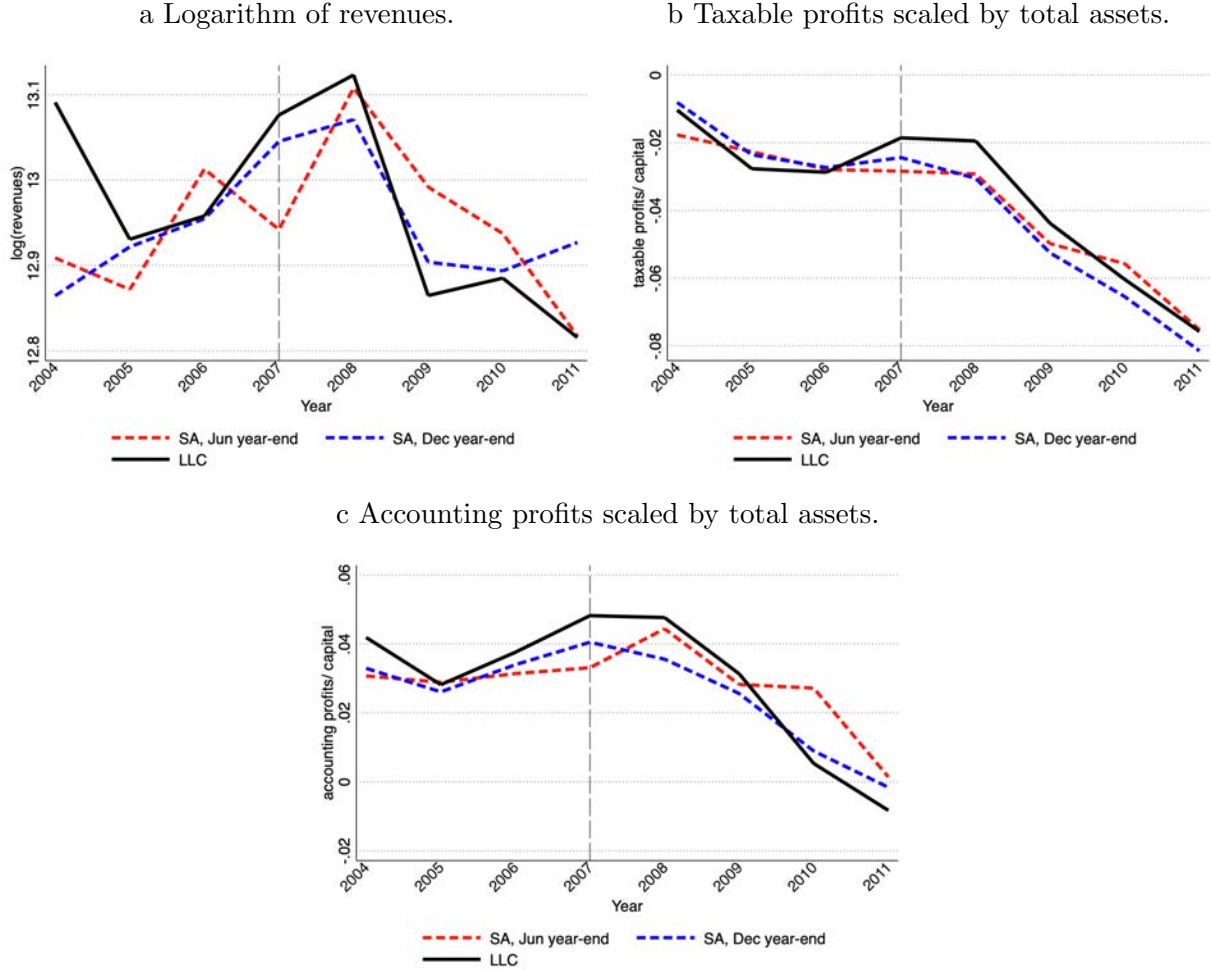 a Logarithm of revenues.
log(revenues)
13.1
13
12.9
12.8
2004
2005
2006
2007
2008
2009
2010
2011
Year
SA, Jun year-end
SA, Dec year-end
LLC
b Taxable profits scaled by total assets.
taxable profits/ capital
0
-.02
-.04
-.06
-.08
2004
2005
2006
2007
2008
2009
2010
2011
Year
SA, Jun year-end
SA, Dec year-end
LLC
c Accounting profits scaled by total assets.
accounting profits/ capital
.06
.04
.02
0
-.02
2004
2005
2006
2007
2008
2009
2010
2011
Year
SA, Jun year-end
SA, Dec year-end
LLC